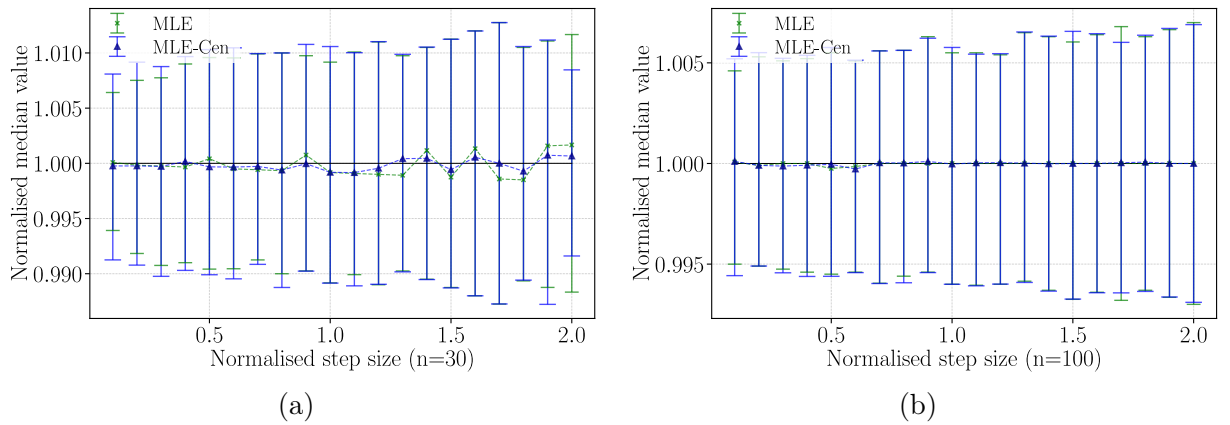 MLE
MLE-Cen
1.010
1.005
1.000
0.995
0.990
Normalised median value
0.5
1.0
1.5
2.0
Normalised step size (n=30)
(a)
MLE
MLE-Cen
1.005
1.000
0.995
Normalised median value
0.5
1.0
1.5
2.0
Normalised step size (n=100)
(b)